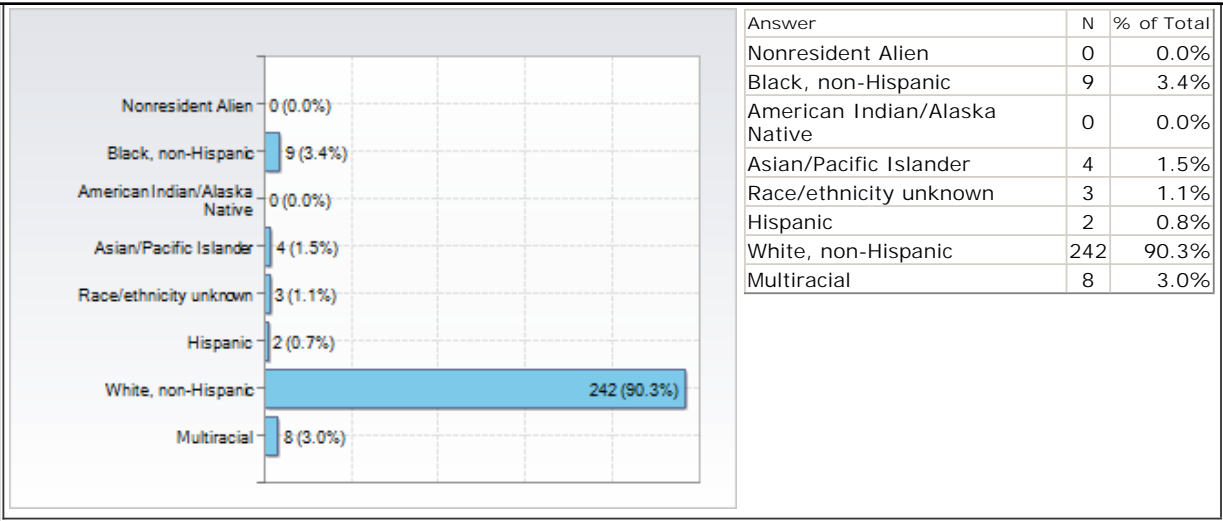 Nonresident Alien 0 (0.0%)
Black, non-Hispanic 9 (3.4%)
American Indian/Alaska
Native 0 (0.0%)
Asian/Pacific Islander 4 (1.5%)
Race/ethnicity unknown 3 (1.1%)
Hispanic 2 (0.7%)
White, non-Hispanic 242 (90.3%)
Multiracial 8 (3.0%)
Answer N % of Total
Nonresident Alien 0 0.0%
Black, non-Hispanic 9 3.4%
American Indian/Alaska
Native 0 0.0%
Asian/Pacific Islander 4 1.5%
Race/ethnicity unknown 3 1.1%
Hispanic 2 0.8%
White, non-Hispanic 242 90.3%
Multiracial 8 3.0%